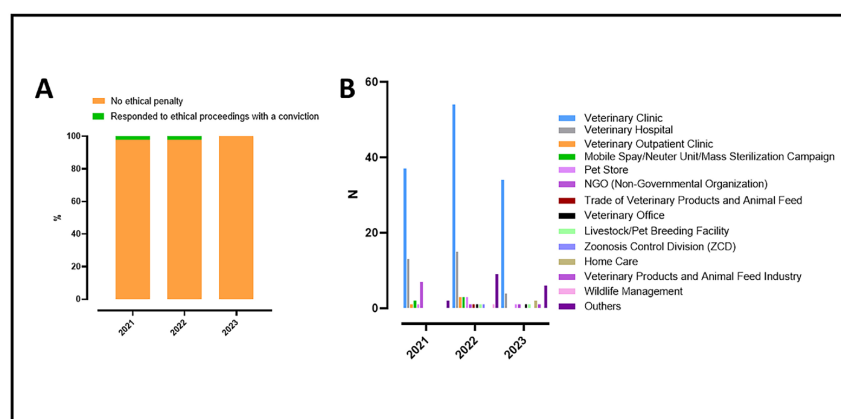 A
No ethical penalty
Responded to ethical proceedings with a conviction
100
80
60
40
20
0
%
2021
2022
2023
B
60
40
20
0
N
2021
2022
2023
Veterinary Clinic
Veterinary Hospital
Veterinary Outpatient Clinic
Mobile Spay/Neuter Unit/Mass Sterilization Campaign
Pet Store
NGO (Non-Governmental Organization)
Trade of Veterinary Products and Animal Feed
Veterinary Office
Livestock/Pet Breeding Facility
Zoonosis Control Division (ZCD)
Home Care
Veterinary Products and Animal Feed Industry
Wildlife Management
Outhers